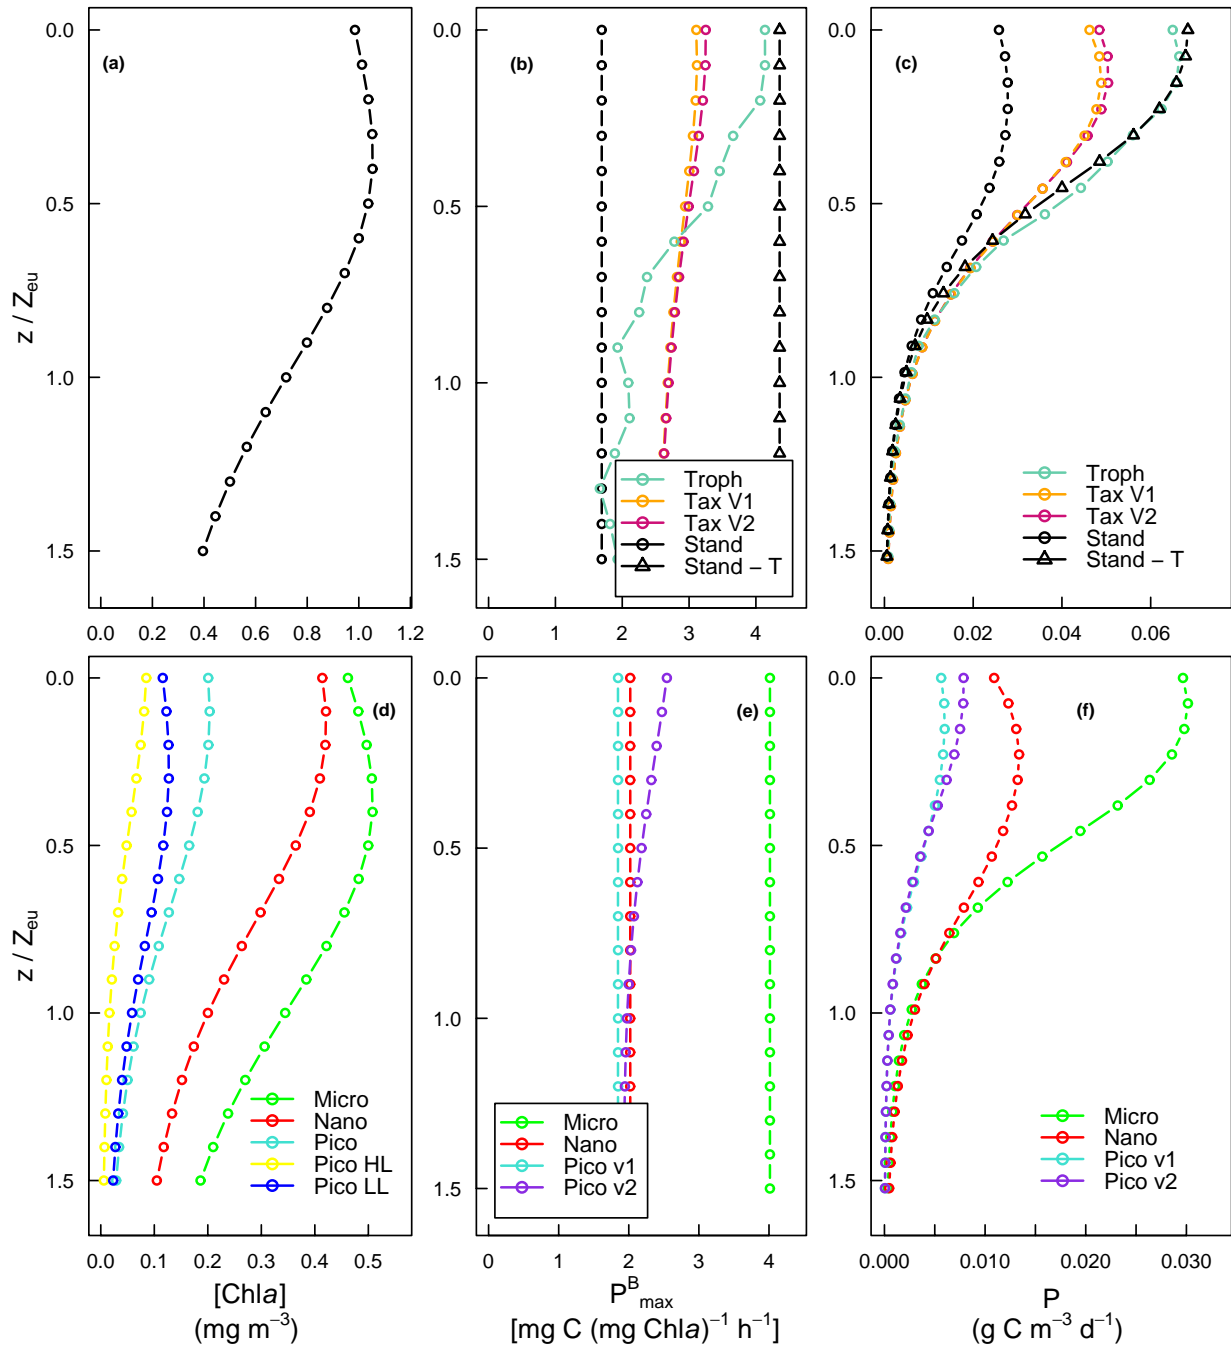 (a)
0.0
0.5
1.0
1.5
z / Zeu
0.0 0.2 0.4 0.6 0.8 1.0 1.2
(b)
0.0
0.5
1.0
1.5
Troph
Tax V1
Tax V2
Stand
Stand – T
0 2 3 4
(c)
0.0
0.5
1.0
1.5
Troph
Tax V1
Tax V2
Stand
Stand – T
0.00 0.02 0.04 0.06
(d)
0.0
0.5
1.0
1.5
z / Zeu
Micro
Nano
Pico
Pico HL
Pico LL
0.0 0.1 0.2 0.3 0.4 0.5
[Chla]
(mg m⁻³)
(e)
0.0
0.5
1.0
1.5
Micro
Nano
Pico v1
Pico v2
0 1 2 3 4
PᴮMax
[mg C (mg Chla)⁻¹ h⁻¹]
(f)
0.0
0.5
1.0
1.5
Micro
Nano
Pico v1
Pico v2
0.000 0.010 0.020 0.030
P
(g C m⁻³ d⁻¹)